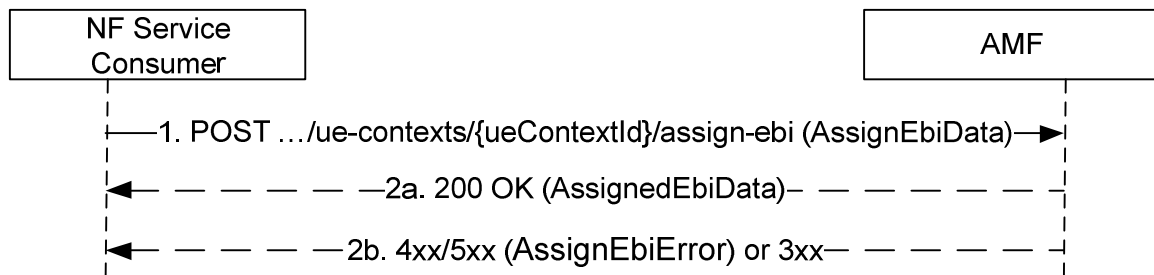 NF Service
Consumer
AMF
1. POST …/ue-contexts/{ueContextId}/assign-ebi (AssignEbiData)
2a. 200 OK (AssignedEbiData)
2b. 4xx/5xx (AssignEbiError) or 3xx